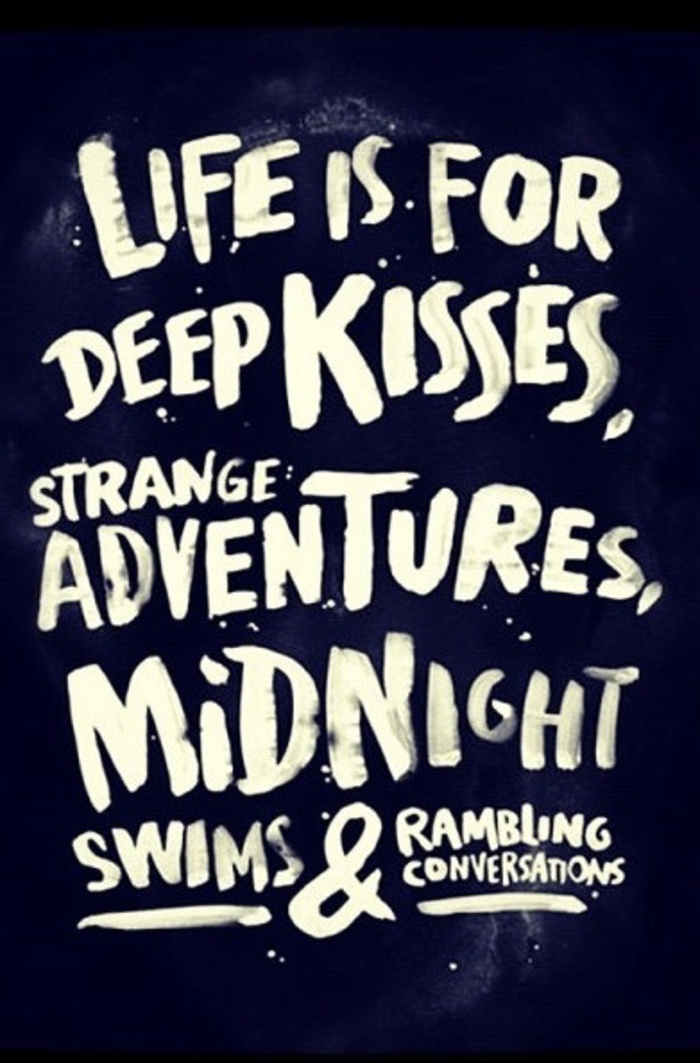 LIFE IS FOR
DEEP KISSES,
STRANGE
ADVENTURES,
MiDNIGHT
SWIMS & RAMBLING
CONVERSATIONS